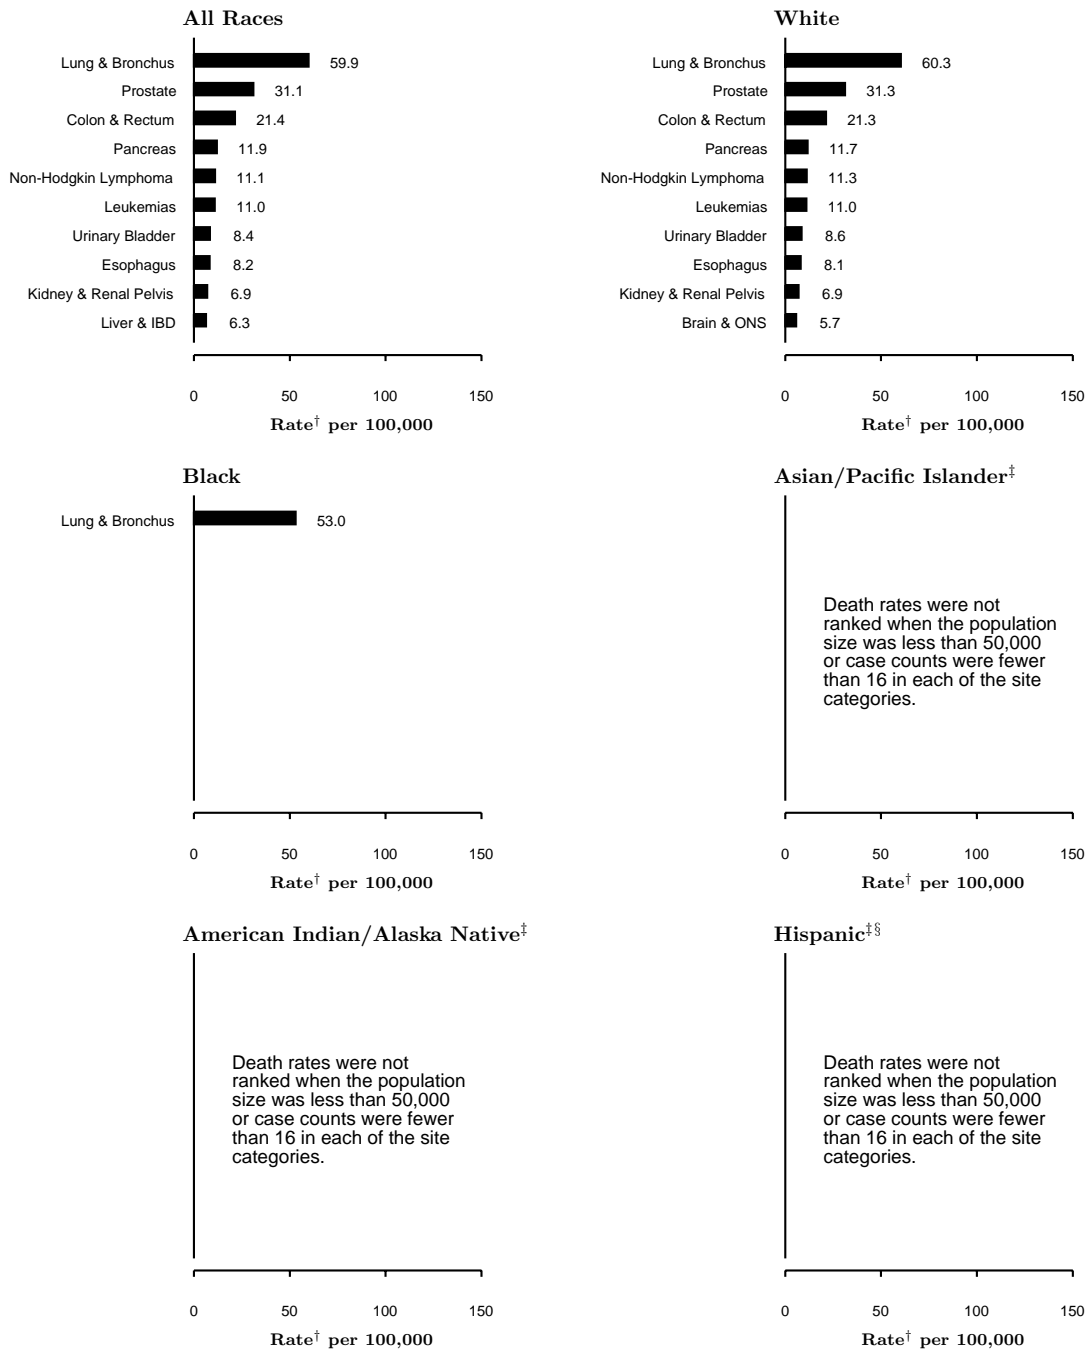 All Races
Lung & Bronchus 59.9
Prostate 31.1
Colon & Rectum 21.4
Pancreas 11.9
Non-Hodgkin Lymphoma 11.1
Leukemias 11.0
Urinary Bladder 8.4
Esophagus 8.2
Kidney & Renal Pelvis 6.9
Liver & IBD 6.3
0 50 100 150
Rate† per 100,000
White
Lung & Bronchus 60.3
Prostate 31.3
Colon & Rectum 21.3
Pancreas 11.7
Non-Hodgkin Lymphoma 11.3
Leukemias 11.0
Urinary Bladder 8.6
Esophagus 8.1
Kidney & Renal Pelvis 6.9
Brain & ONS 5.7
0 50 100 150
Rate† per 100,000
Black
Lung & Bronchus 53.0
0 50 100 150
Rate† per 100,000
Asian/Pacific Islander‡
Death rates were not
ranked when the population
size was less than 50,000
or case counts were fewer
than 16 in each of the site
categories.
0 50 100 150
Rate† per 100,000
American Indian/Alaska Native‡
Death rates were not
ranked when the population
size was less than 50,000
or case counts were fewer
than 16 in each of the site
categories.
0 50 100 150
Rate† per 100,000
Hispanic‡§
Death rates were not
ranked when the population
size was less than 50,000
or case counts were fewer
than 16 in each of the site
categories.
0 50 100 150
Rate† per 100,000